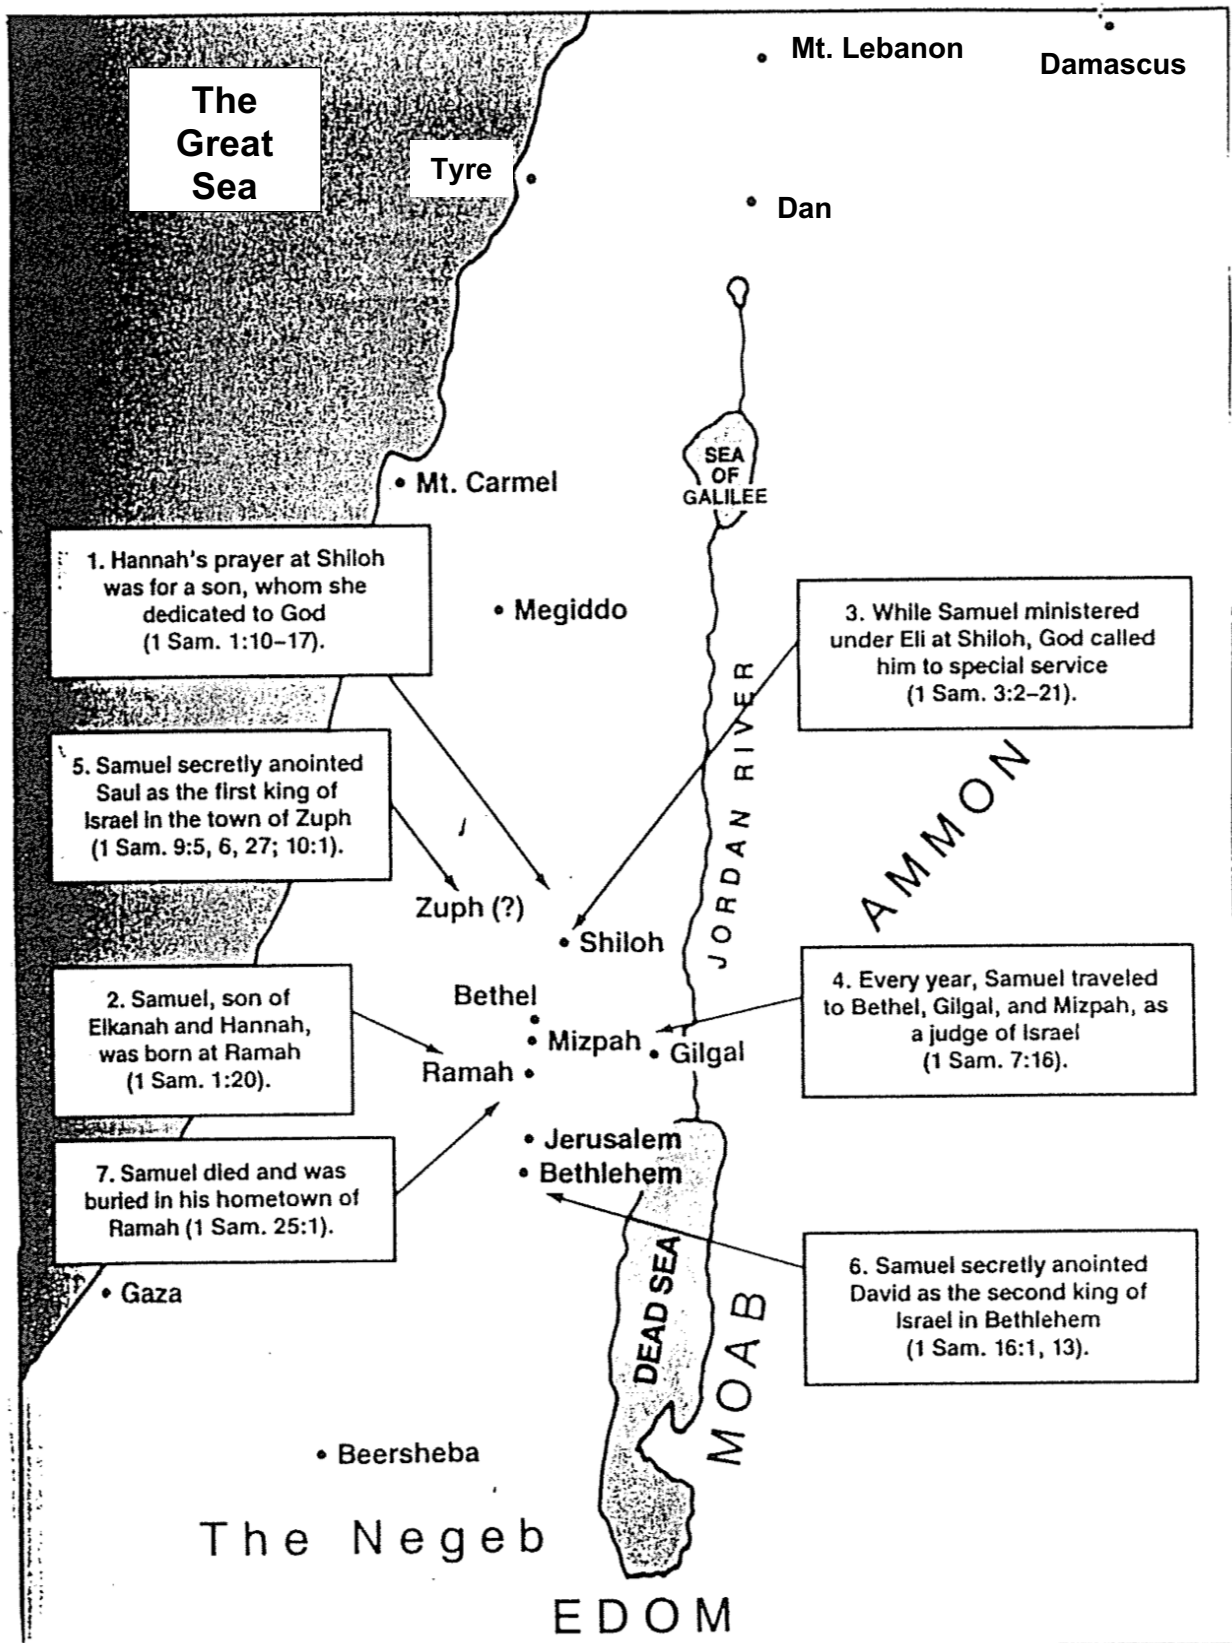 The
Great
Sea
Mt. Lebanon
Damascus
Tyre
Dan
SEA
OF
GALILEE
Mt. Carmel
1. Hannah's prayer at Shiloh
was for a son, whom she
dedicated to God
(1 Sam. 1:10–17).
Megiddo
3. While Samuel ministered
under Eli at Shiloh, God called
him to special service
(1 Sam. 3:2–21).
JORDAN RIVER
AMMON
5. Samuel secretly anointed
Saul as the first king of
Israel in the town of Zuph
(1 Sam. 9:5, 6, 27; 10:1).
Zuph (?)
Shiloh
2. Samuel, son of
Elkanah and Hannah,
was born at Ramah
(1 Sam. 1:20).
Bethel
Mizpah
Gilgal
Ramah
4. Every year, Samuel traveled
to Bethel, Gilgal, and Mizpah, as
a judge of Israel
(1 Sam. 7:16).
Jerusalem
Bethlehem
7. Samuel died and was
buried in his hometown of
Ramah (1 Sam. 25:1).
DEAD SEA
MOAB
6. Samuel secretly anointed
David as the second king of
Israel in Bethlehem
(1 Sam. 16:1, 13).
Gaza
Beersheba
The Negeb
EDOM